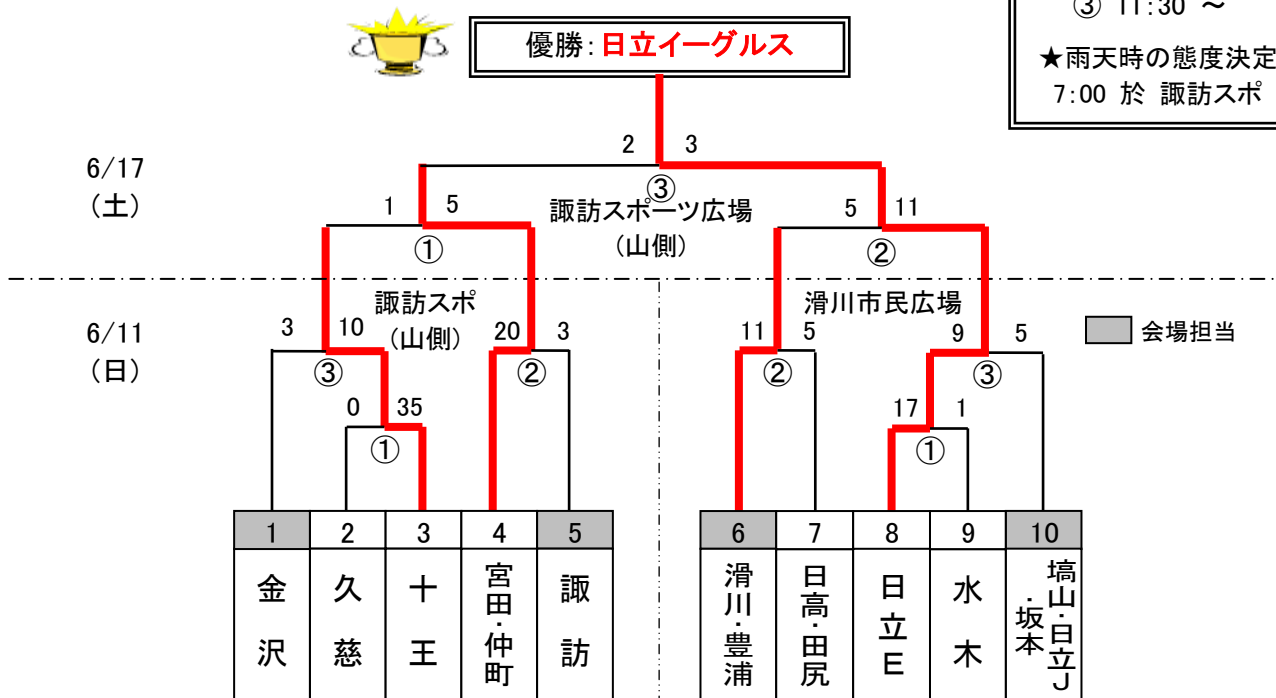 ③ 11:30 ～
★雨天時の態度決定
7:00 於 諏訪スポ
優勝：日立イーグルス
2 3
6/17
（土）
③
1 5
諏訪スポーツ広場
（山側）
5 11
①
②
諏訪スポ
（山側）
滑川市民広場
6/11
（日）
3 10
20 3
11 5
9 5
会場担当
③
②
②
③
0 35
17 1
①
①
1 2 3 4 5 6 7 8 9 10
金沢
久慈
十王
宮田・仲町
諏訪
滑川・豊浦
日高・田尻
日立E
水木
塙山・日立J
・坂本